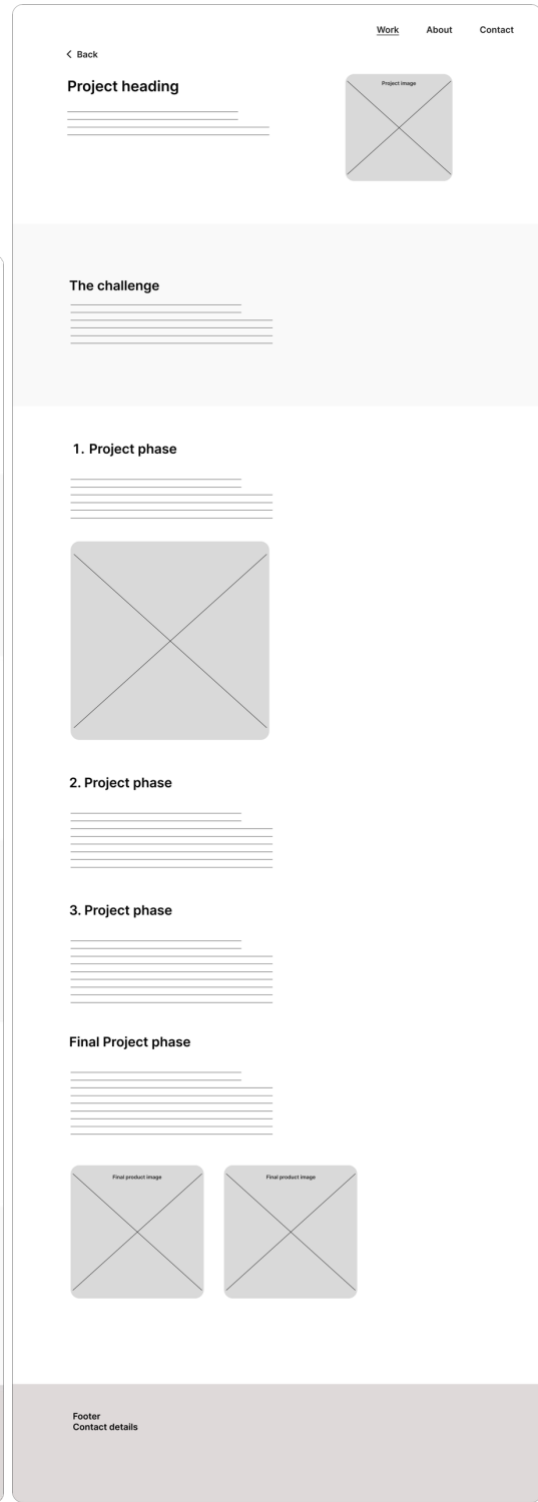 Work About Contact
Back
Project heading
Project image
The challenge
1. Project phase
2. Project phase
3. Project phase
Final Project phase
Final product image Final product image
Footer
Contact details